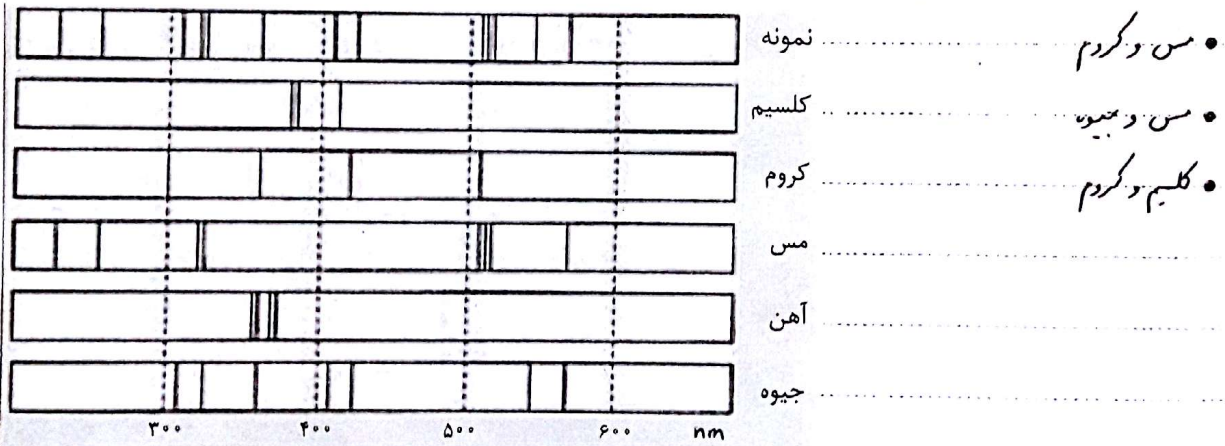 نمونه
• مس و کروم
کلسیم
• مس و جیوه
کروم
• کلسیم و کروم
مس
آهن
جیوه
۳۰۰ ۴۰۰ ۵۰۰ ۶۰۰ nm